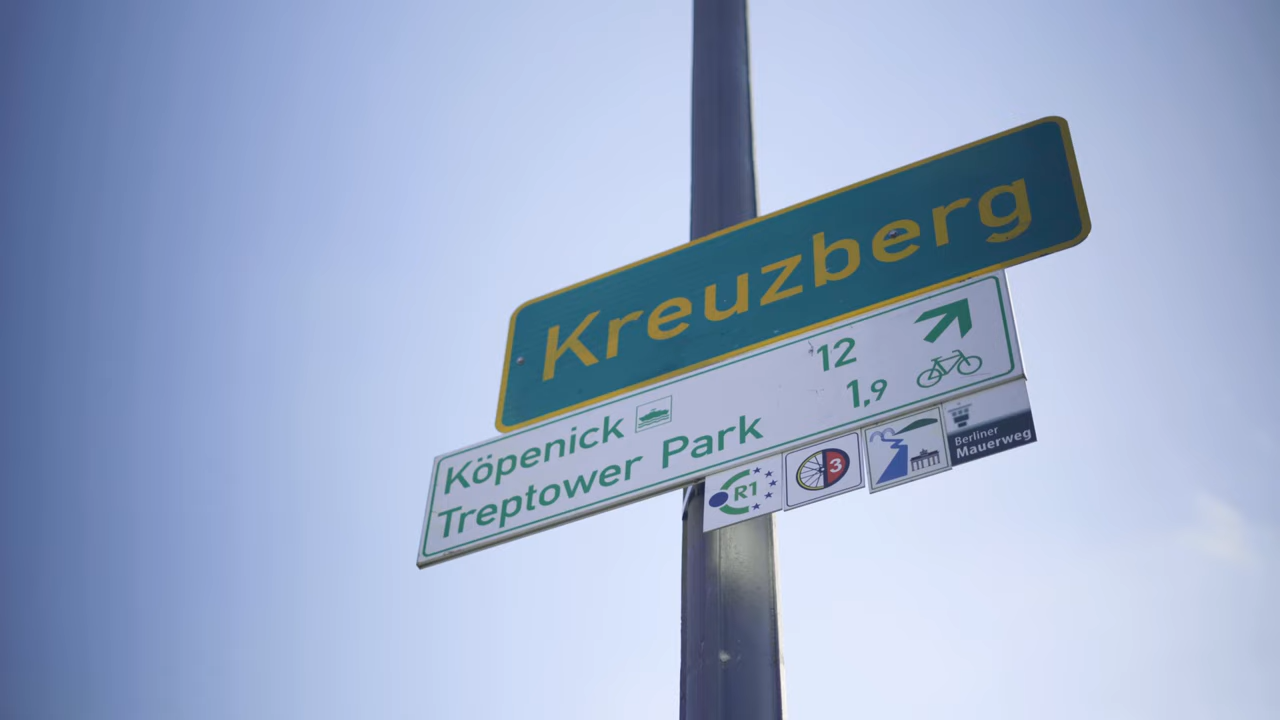 Kreuzberg
Köpenick 12
Treptower Park 1,9
R1
3
Berliner
Mauerweg